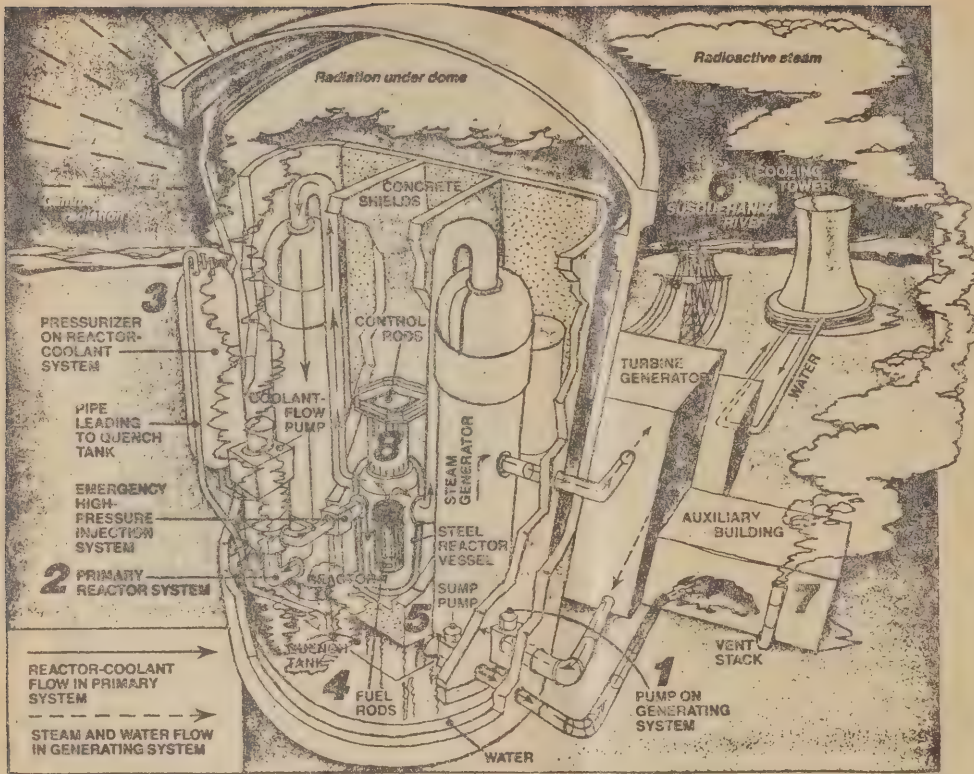 Radiation under dome
Radioactive steam
CONCRETE
SHIELDS
COOLING
TOWER
6
SUSQUEHANNA
RIVER
radiation
3
PRESSURIZER
ON REACTOR-
COOLANT
SYSTEM
CONTROL
RODS
TURBINE
GENERATOR
WATER
PIPE
LEADING
TO QUENCH
TANK
COOLANT-
FLOW
PUMP
8
STEAM GENERATOR
EMERGENCY
HIGH-
PRESSURE
INJECTION
SYSTEM
AUXILIARY
BUILDING
STEEL REACTOR
VESSEL
2 PRIMARY
REACTOR SYSTEM
REACTOR
SUMP
PUMP
5
7
QUENCH
TANK
VENT
STACK
4 FUEL
RODS
1
PUMP ON
GENERATING
SYSTEM
WATER
REACTOR-COOLANT
FLOW IN PRIMARY
SYSTEM
STEAM AND WATER FLOW
IN GENERATING SYSTEM